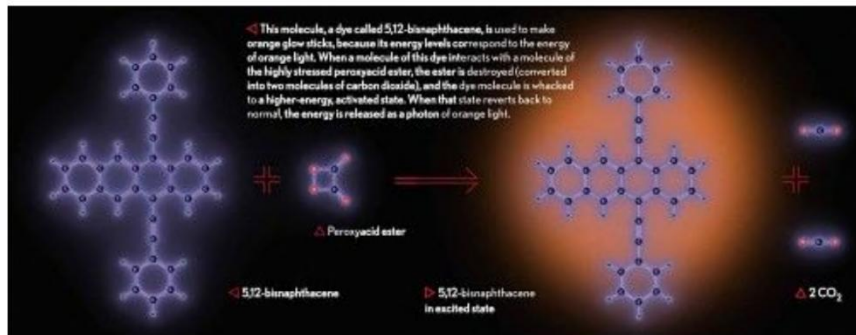 ◁ This molecule, a dye called 5,12-bisnaphthacene, is used to make
orange glow sticks, because its energy levels correspond to the energy
of orange light. When a molecule of this dye interacts with a molecule of
the highly stressed peroxyacid ester, the ester is destroyed (converted
into two molecules of carbon dioxide), and the dye molecule is whacked
to a higher-energy, activated state. When that state reverts back to
normal, the energy is released as a photon of orange light.
△ Peroxyacid ester
◁ 5,12-bisnaphthacene
▷ 5,12-bisnaphthacene
in excited state
△ 2 CO₂